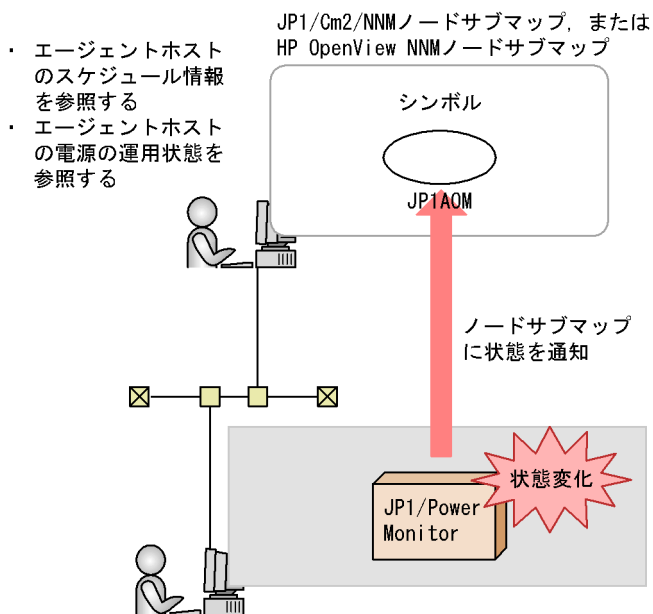 JP1/Cm2/NNMノードサブマップ, または
HP OpenView NNMノードサブマップ
・ エージェントホスト
のスケジュール情報
を参照する
・ エージェントホスト
の電源の運用状態を
参照する
シンボル
JP1AOM
ノードサブマップ
に状態を通知
状態変化
JP1/Power
Monitor